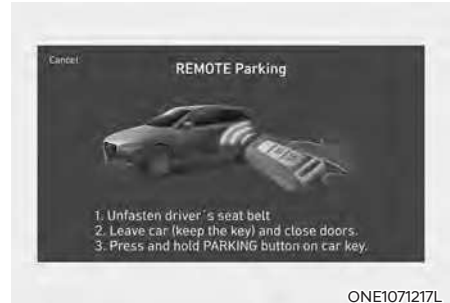 Cancel
REMOTE Parking
1. Unfasten driver´s seat belt
2. Leave car (keep the key) and close doors.
3. Press and hold PARKING button on car key.
ONE1071217L